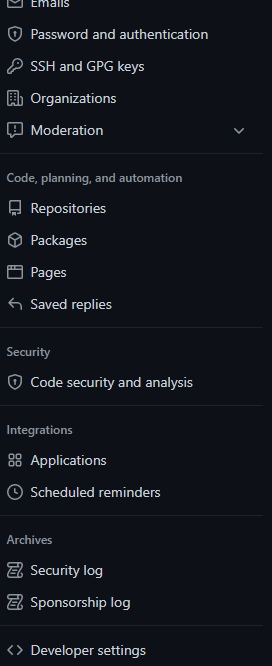 Emails
Password and authentication
SSH and GPG keys
Organizations
Moderation
Code, planning, and automation
Repositories
Packages
Pages
Saved replies
Security
Code security and analysis
Integrations
Applications
Scheduled reminders
Archives
Security log
Sponsorship log
Developer settings